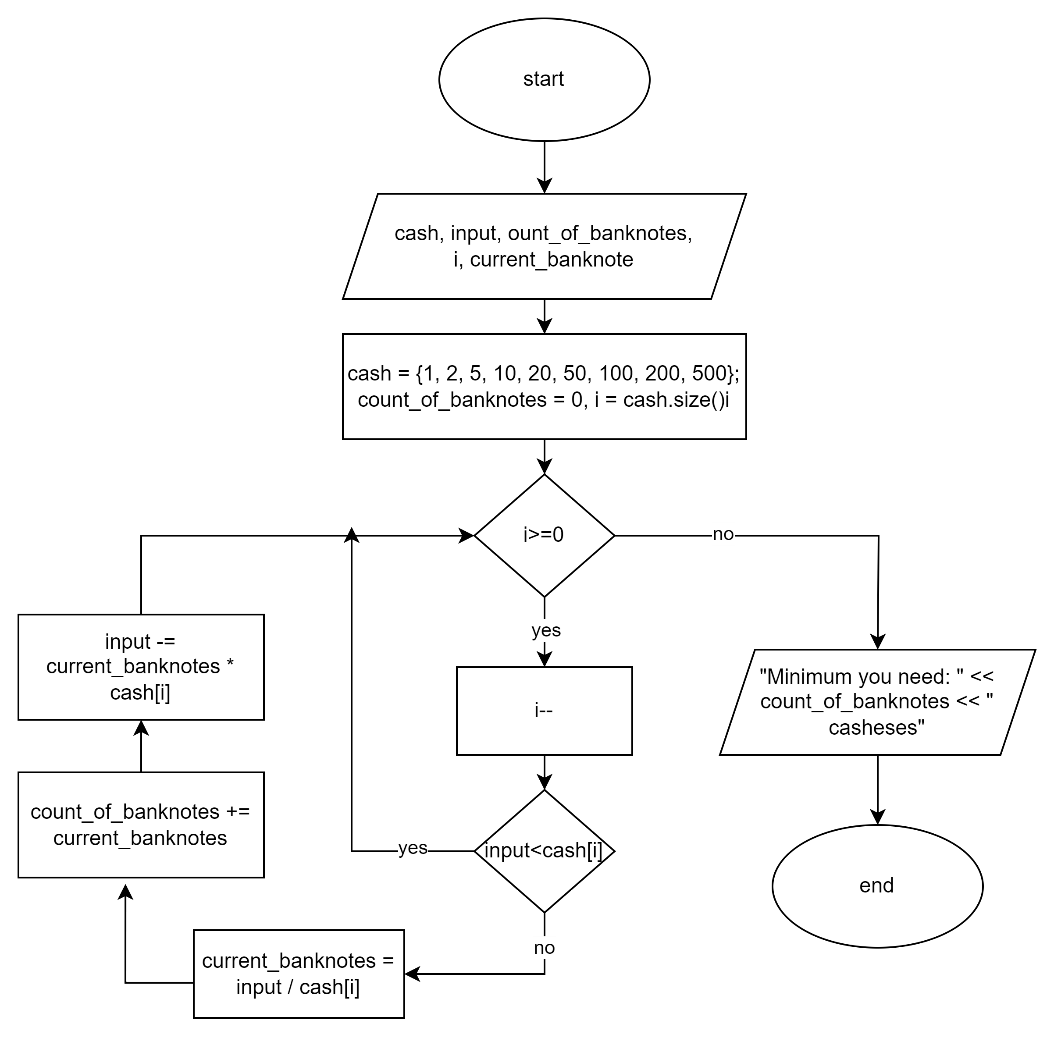 start
cash, input, ount_of_banknotes,
i, current_banknote
cash = {1, 2, 5, 10, 20, 50, 100, 200, 500};
count_of_banknotes = 0, i = cash.size()i
i>=0
no
yes
input -=
current_banknotes *
cash[i]
i--
"Minimum you need: " <<
count_of_banknotes << "
casheses"
count_of_banknotes +=
current_banknotes
yes
input<cash[i]
end
no
current_banknotes =
input / cash[i]